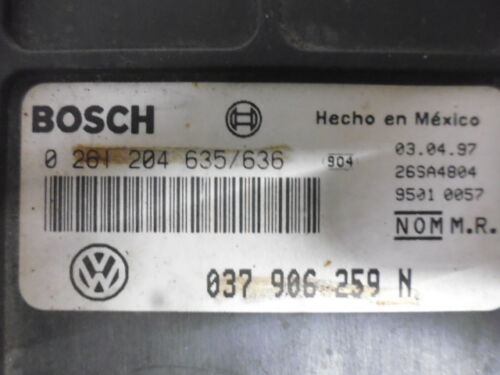 BOSCH
Hecho en México
0 261 204 635/636
904
03.04.97
26SA4804
9501 0057
NOM M.R.
VW
037 906 259 N